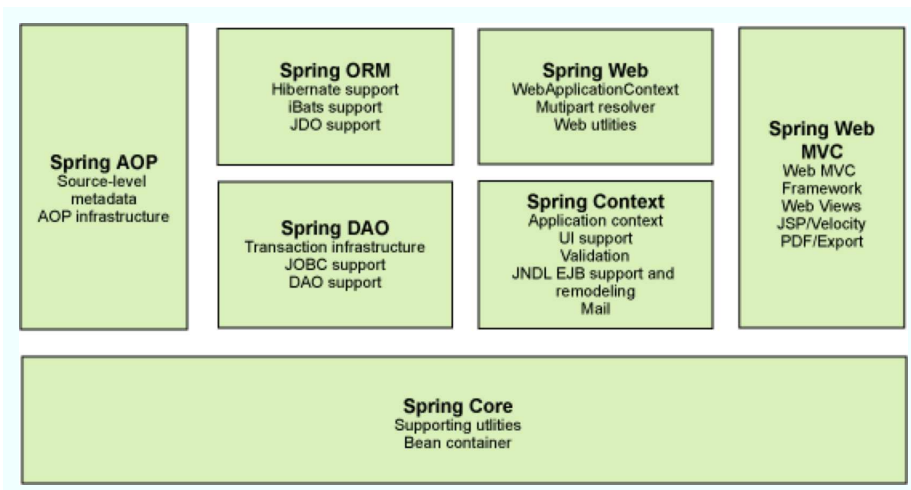 Spring AOP
Source-level
metadata
AOP infrastructure
Spring ORM
Hibernate support
iBats support
JDO support
Spring DAO
Transaction infrastructure
JOBC support
DAO support
Spring Web
WebApplicationContext
Mutipart resolver
Web utlities
Spring Context
Application context
UI support
Validation
JNDL EJB support and
remodeling
Mail
Spring Web
MVC
Web MVC
Framework
Web Views
JSP/Velocity
PDF/Export
Spring Core
Supporting utlities
Bean container